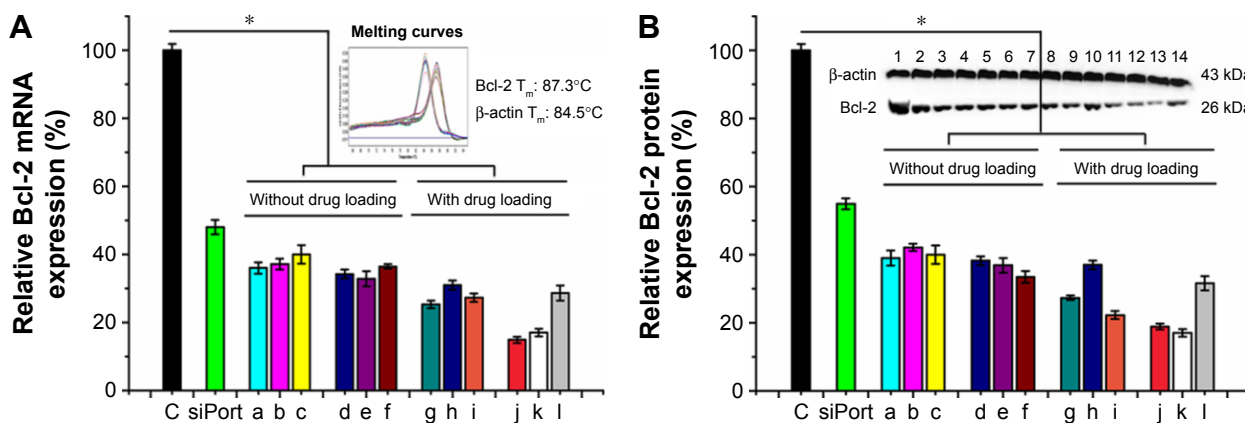 A
Relative Bcl-2 mRNA
expression (%)
100
80
60
40
20
0
*
Melting curves
Bcl-2 Tm: 87.3°C
β-actin Tm: 84.5°C
Without drug loading
With drug loading
C siPort a b c d e f g h i j k l
B
Relative Bcl-2 protein
expression (%)
100
80
60
40
20
0
*
1 2 3 4 5 6 7 8 9 10 11 12 13 14
β-actin 43 kDa
Bcl-2 26 kDa
Without drug loading
With drug loading
C siPort a b c d e f g h i j k l